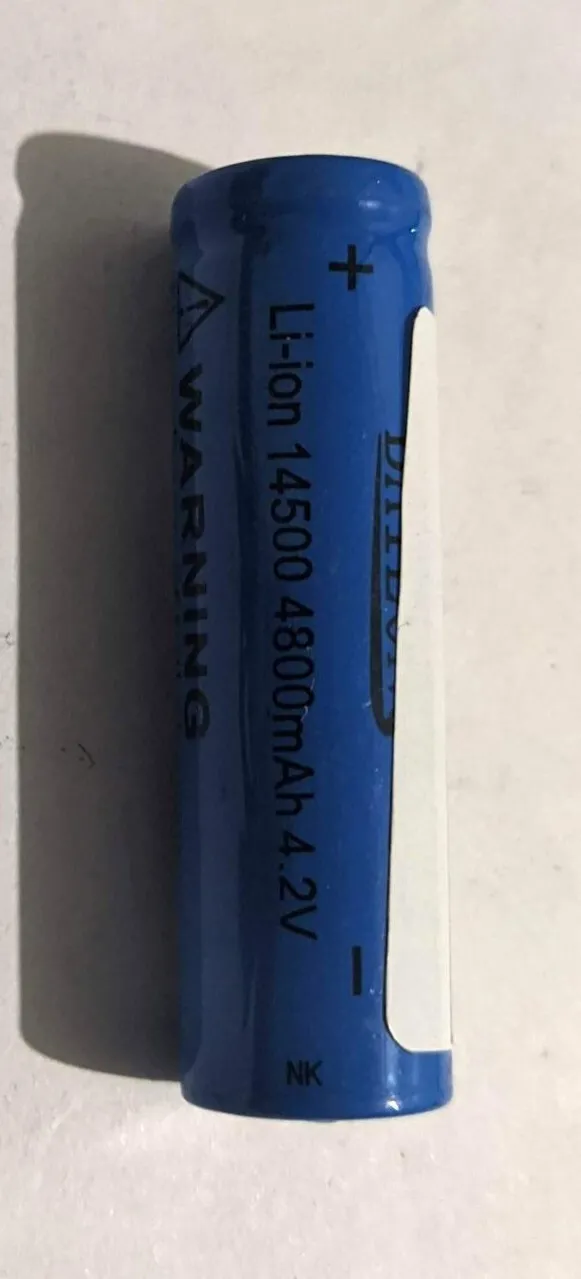 +
Li-ion 14500 4800mAh 4.2V
-
WARNING
NK